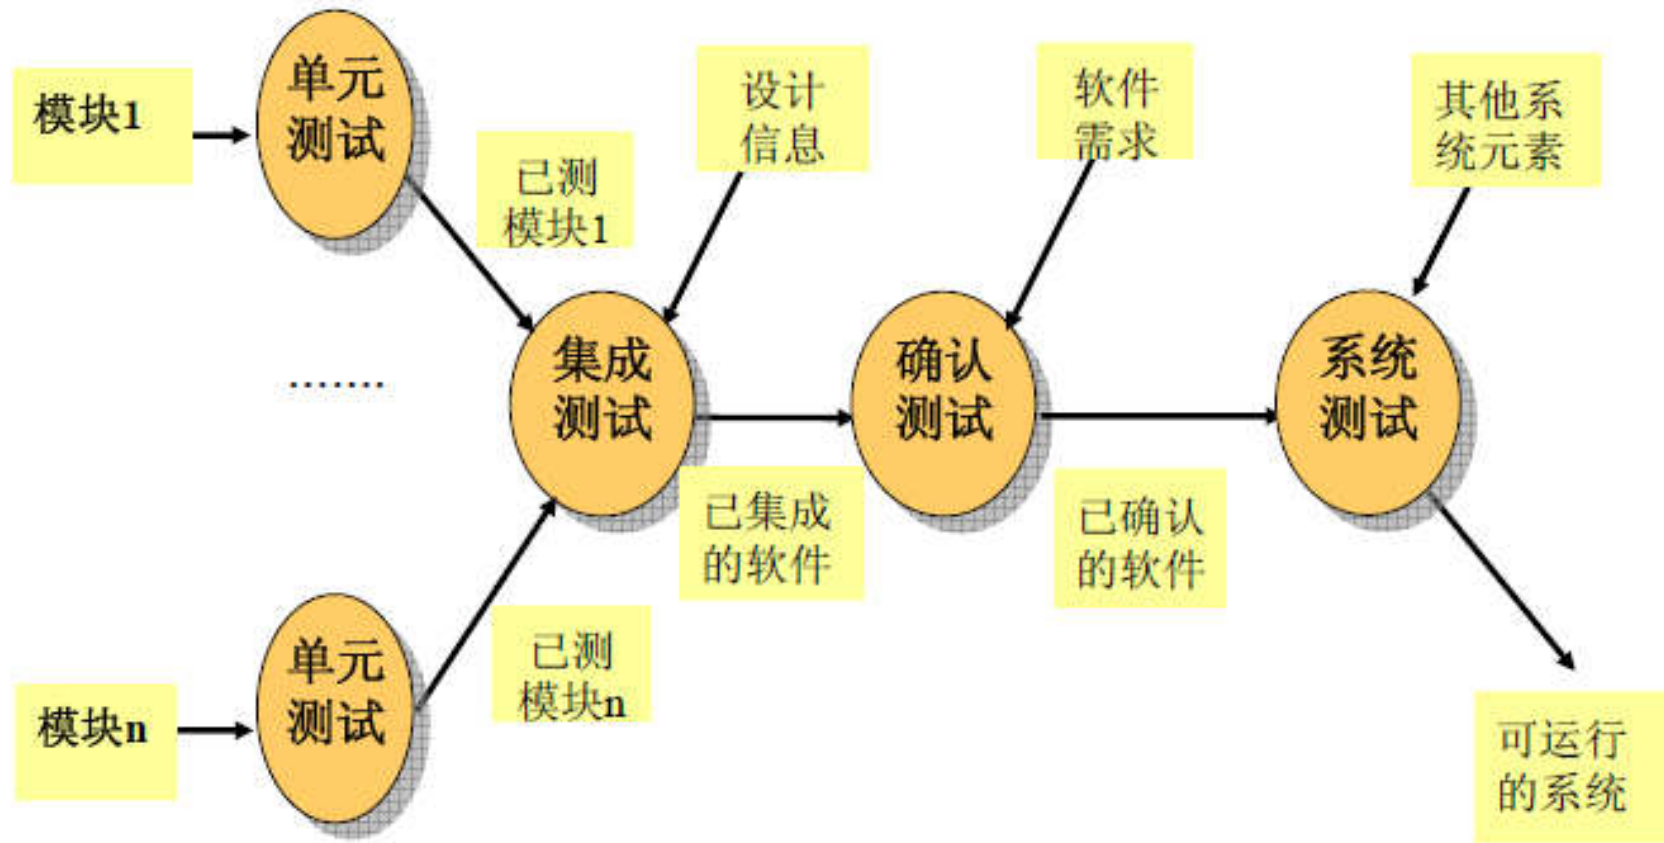 模块1
单元
测试
已测
模块1
设计
信息
软件
需求
其他系
统元素
.......
集成
测试
确认
测试
系统
测试
已集成
的软件
已确认
的软件
模块n
单元
测试
已测
模块n
可运行
的系统